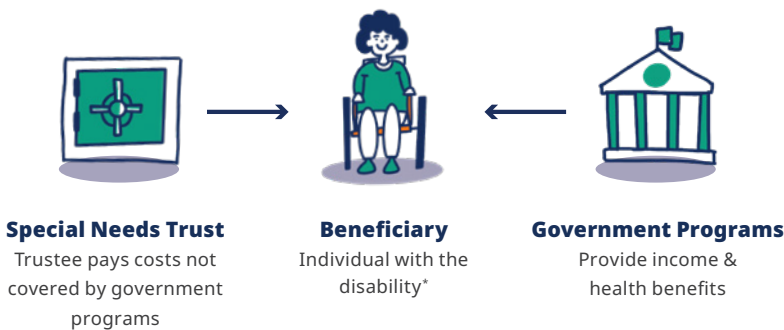 Special Needs Trust
Trustee pays costs not
covered by government
programs
Beneficiary
Individual with the
disability*
Government Programs
Provide income &
health benefits